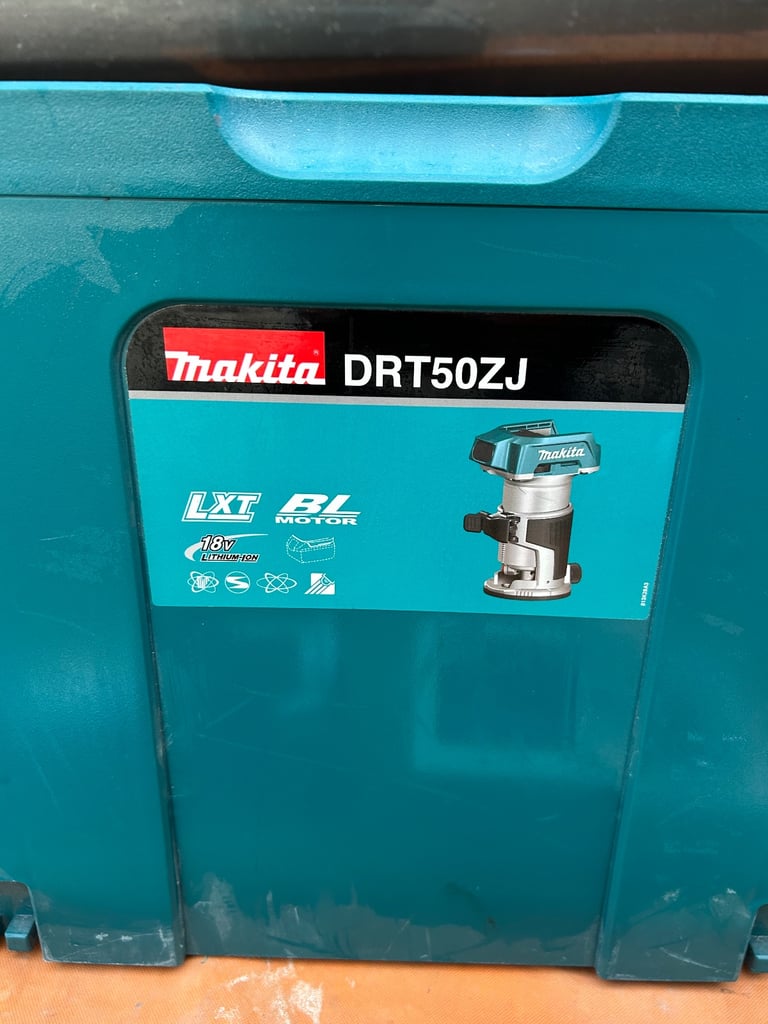 makita DRT50ZJ
makita
LXT BL
MOTOR
18V
LITHIUM-ION